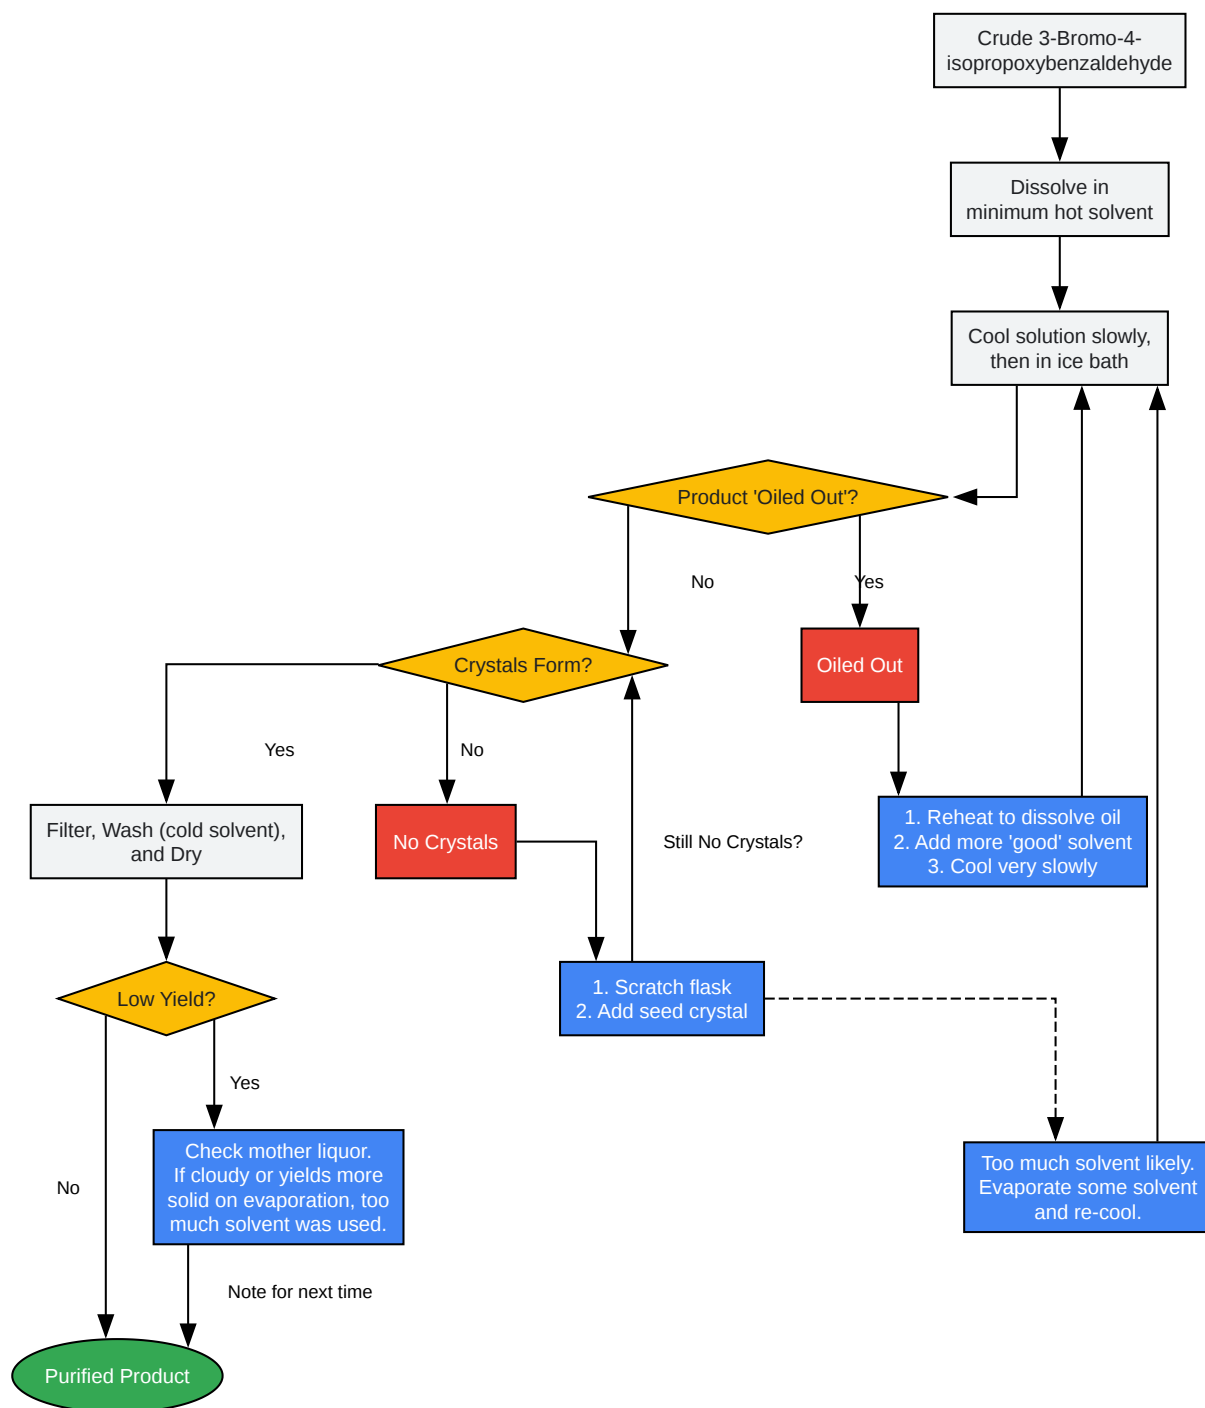 Crude 3-Bromo-4-
isopropoxybenzaldehyde
Dissolve in
minimum hot solvent
Cool solution slowly,
then in ice bath
Product 'Oiled Out'?
No
Yes
Crystals Form?
Oiled Out
Yes
No
Filter, Wash (cold solvent),
and Dry
No Crystals
Still No Crystals?
1. Reheat to dissolve oil
2. Add more 'good' solvent
3. Cool very slowly
Low Yield?
1. Scratch flask
2. Add seed crystal
Yes
No
Check mother liquor.
If cloudy or yields more
solid on evaporation, too
much solvent was used.
Too much solvent likely.
Evaporate some solvent
and re-cool.
Note for next time
Purified Product